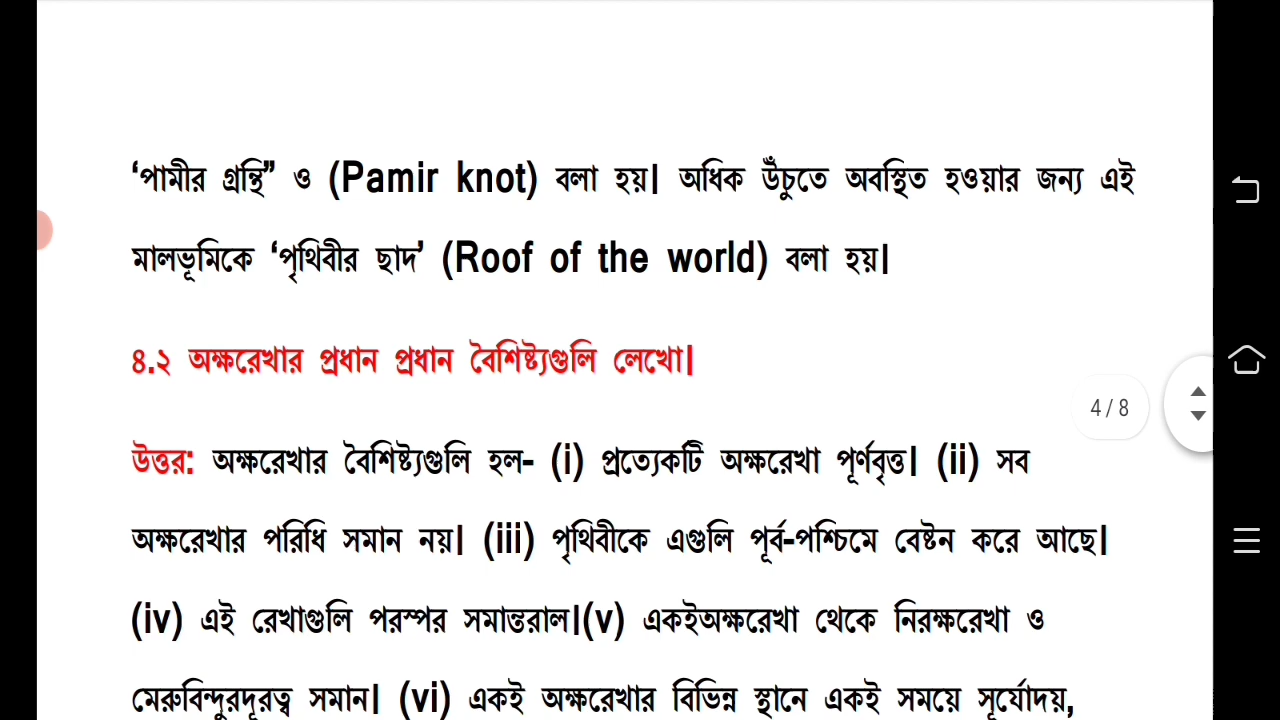 ‘পামীর গ্রন্থি” ও (Pamir knot) বলা হয়। অধিক উঁচুতে অবস্থিত হওয়ার জন্য এই
মালভূমিকে ‘পৃথিবীর ছাদ’ (Roof of the world) বলা হয়।
৪.২ অক্ষরেখার প্রধান প্রধান বৈশিষ্ট্যগুলি লেখো।
4 / 8
উত্তর: অক্ষরেখার বৈশিষ্ট্যগুলি হল- (i) প্রত্যেকটি অক্ষরেখা পূর্ণবৃত্ত। (ii) সব
অক্ষরেখার পরিধি সমান নয়। (iii) পৃথিবীকে এগুলি পূর্ব-পশ্চিমে বেষ্টন করে আছে।
(iv) এই রেখাগুলি পরস্পর সমান্তরাল।(v) একইঅক্ষরেখা থেকে নিরক্ষরেখা ও
মেরুবিন্দুরদূরত্ব সমান। (vi) একই অক্ষরেখার বিভিন্ন স্থানে একই সময়ে সূর্যোদয়,